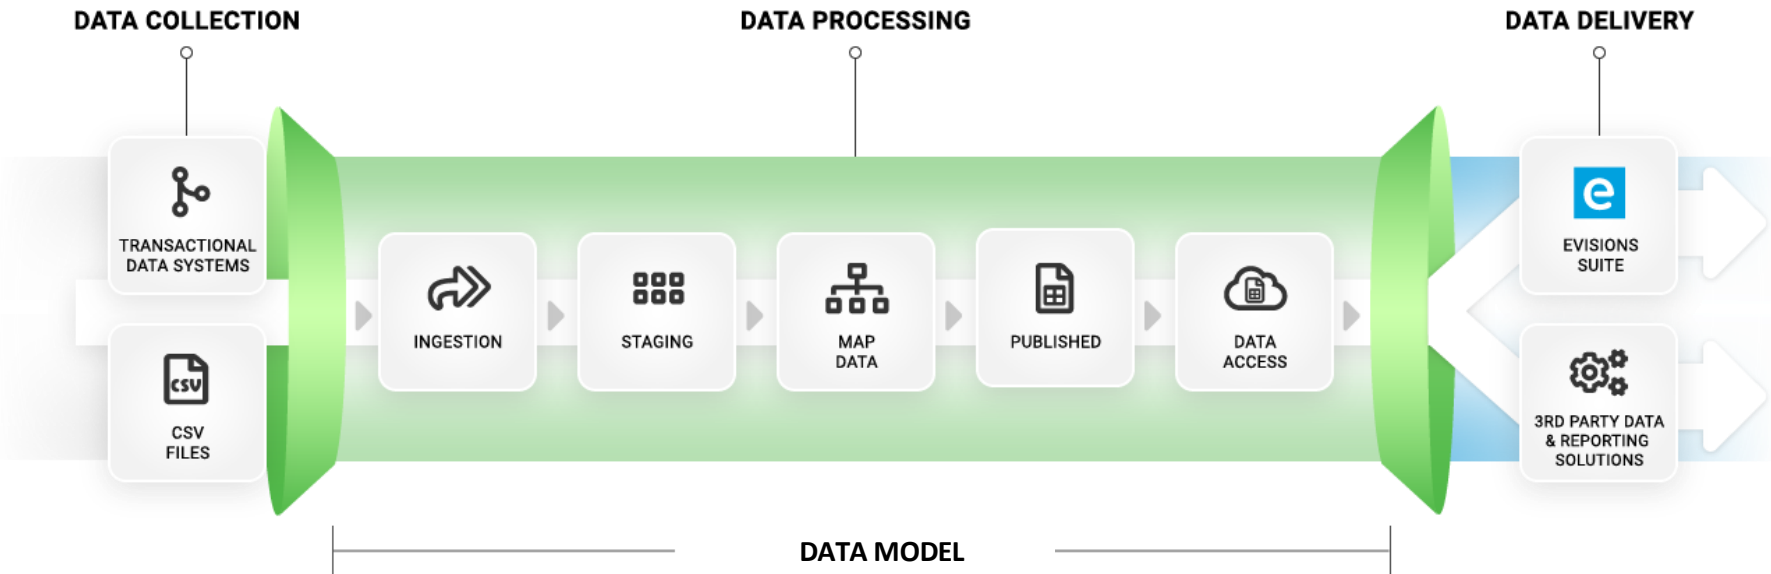 DATA COLLECTION
DATA PROCESSING
DATA DELIVERY
TRANSACTIONAL
DATA SYSTEMS
CSV
CSV
FILES
INGESTION
STAGING
MAP
DATA
PUBLISHED
DATA
ACCESS
e
EVISIONS
SUITE
3RD PARTY DATA
& REPORTING
SOLUTIONS
DATA MODEL